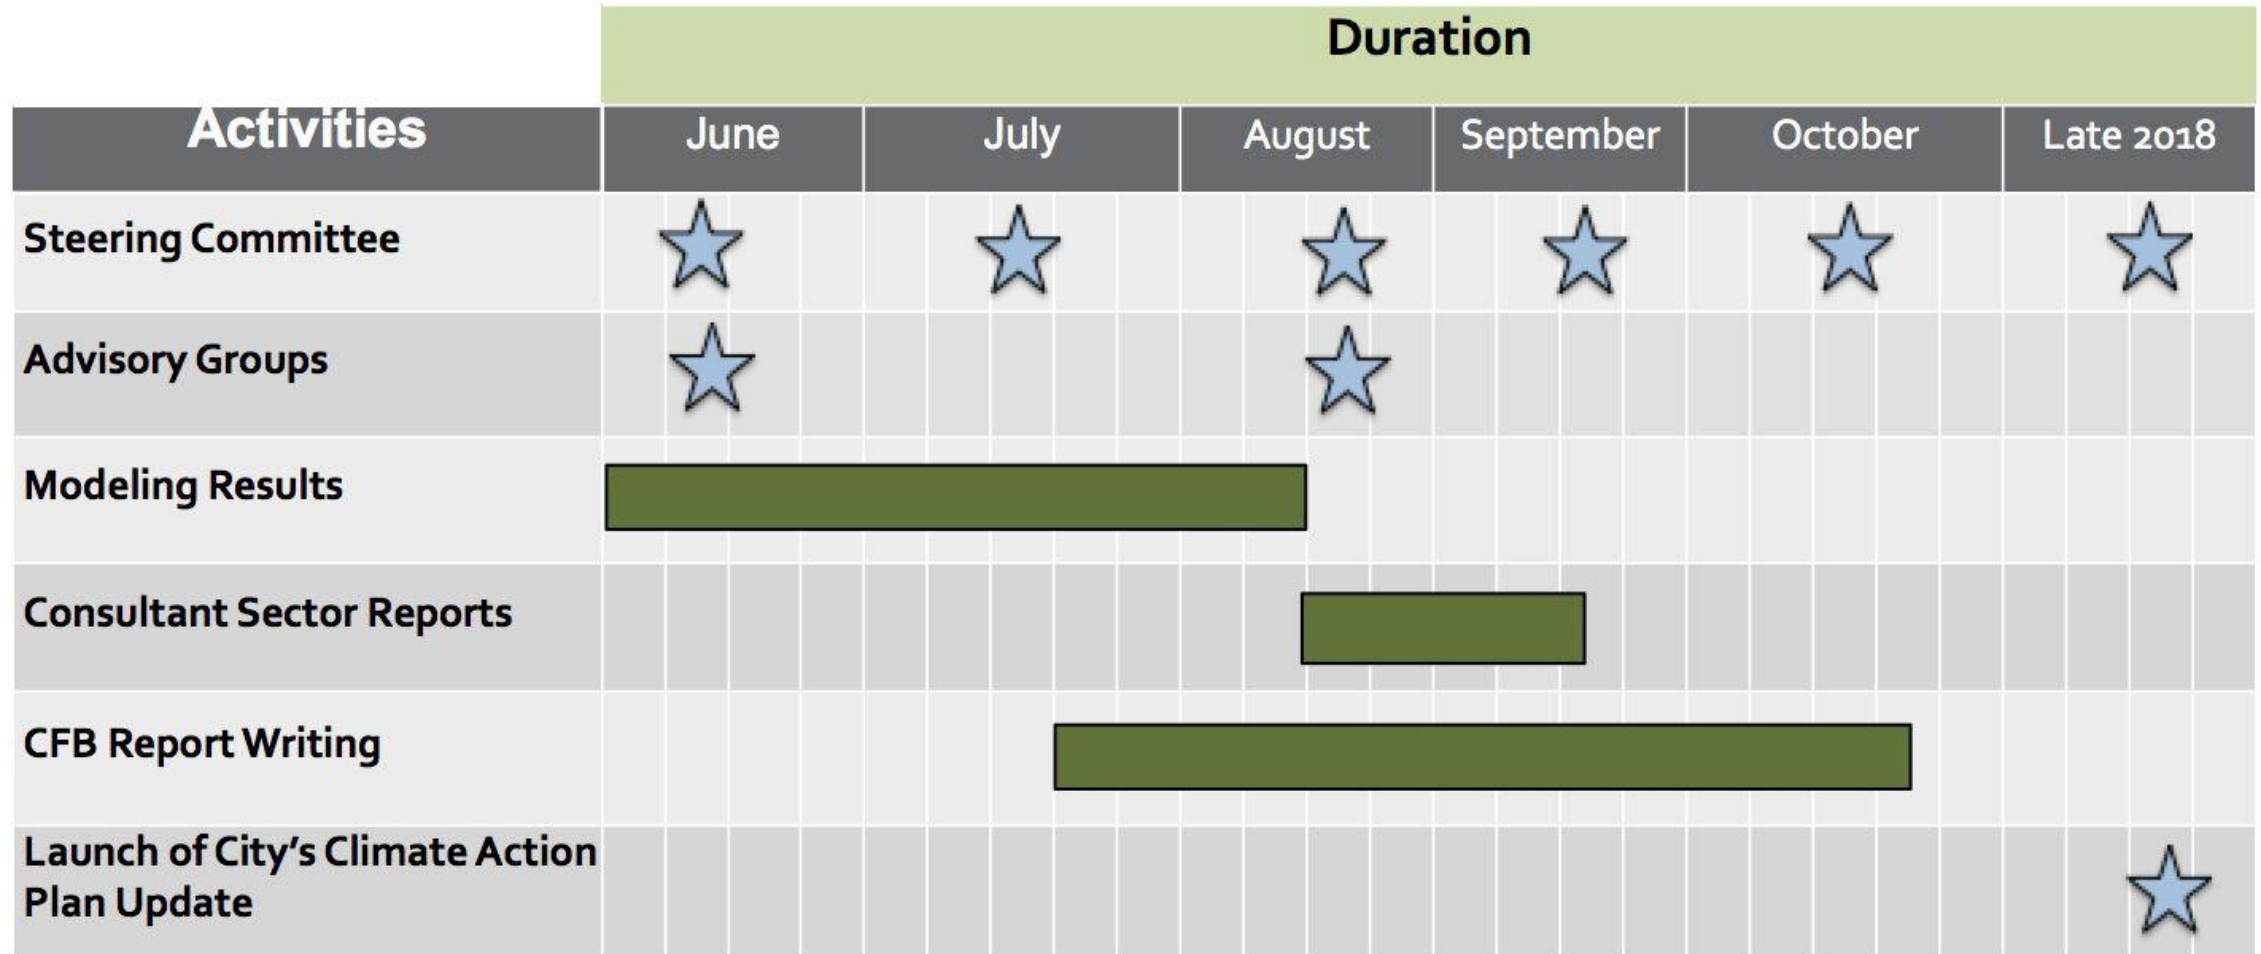 Duration
Activities June July August September October Late 2018
Steering Committee
Advisory Groups
Modeling Results
Consultant Sector Reports
CFB Report Writing
Launch of City’s Climate Action
Plan Update